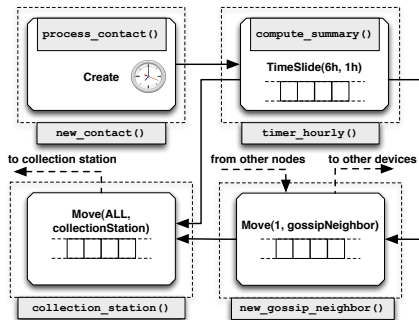 process_contact()
compute_summary()
Create
TimeSlide(6h, 1h)
new_contact()
timer_hourly()
to collection station
from other nodes
to other devices
Move(ALL,
collectionStation)
Move(1, gossipNeighbor)
collection_station()
new_gossip_neighbor()